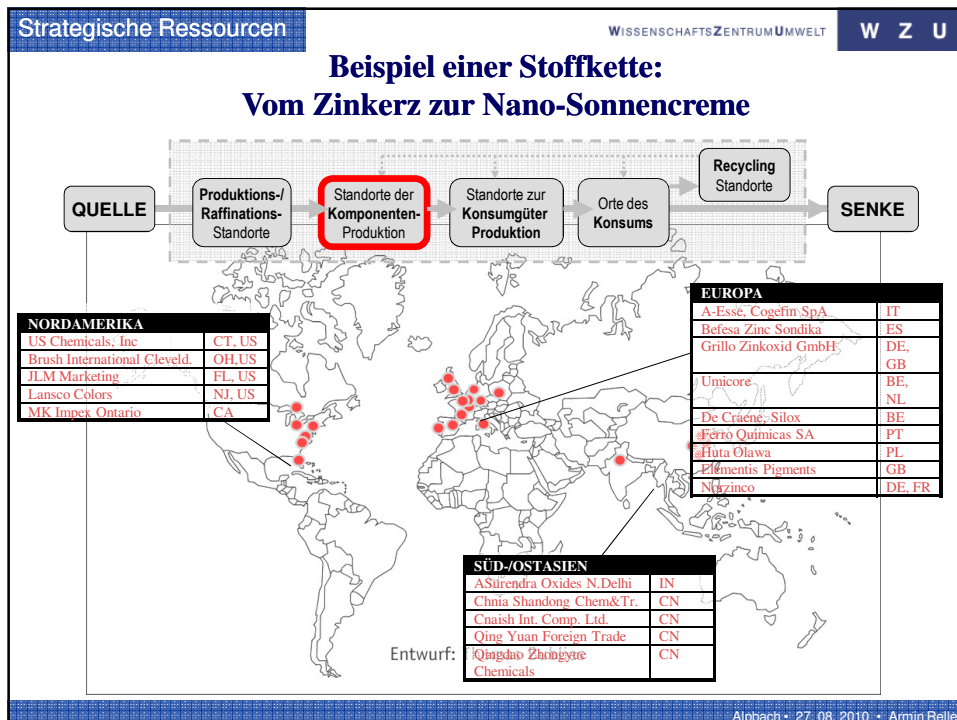 Strategische Ressourcen
WISSENSCHAFTSZENTRUMUMWELT
W Z U
Beispiel einer Stoffkette:
Vom Zinkerz zur Nano-Sonnencreme
QUELLE
Produktions-/
Raffinations-
Standorte
Standorte der
Komponenten-
Produktion
Standorte zur
Konsumgüter
Produktion
Orte des
Konsums
Recycling
Standorte
SENKE
NORDAMERIKA
US Chemicals, Inc CT, US
Brush International Cleveld. OH,US
JLM Marketing FL, US
Lansco Colors NJ, US
MK Impex Ontario CA
EUROPA
A-Esse, Cogefin SpA IT
Befesa Zinc Sondika ES
Grillo Zinkoxid GmbH DE,
GB
Umicore BE,
NL
De Craene, Silox BE
Ferro Quimicas SA PT
Huta Olawa PL
Elementis Pigments GB
Norzinco DE, FR
SÜD-/OSTASIEN
ASurendra Oxides N.Delhi IN
Chnia Shandong Chem&Tr. CN
Cnaish Int. Comp. Ltd. CN
Qing Yuan Foreign Trade CN
Qingdao Zhongyue CN
Chemicals
Entwurf:
Alpbach • 27. 08. 2010 • Armin Relle